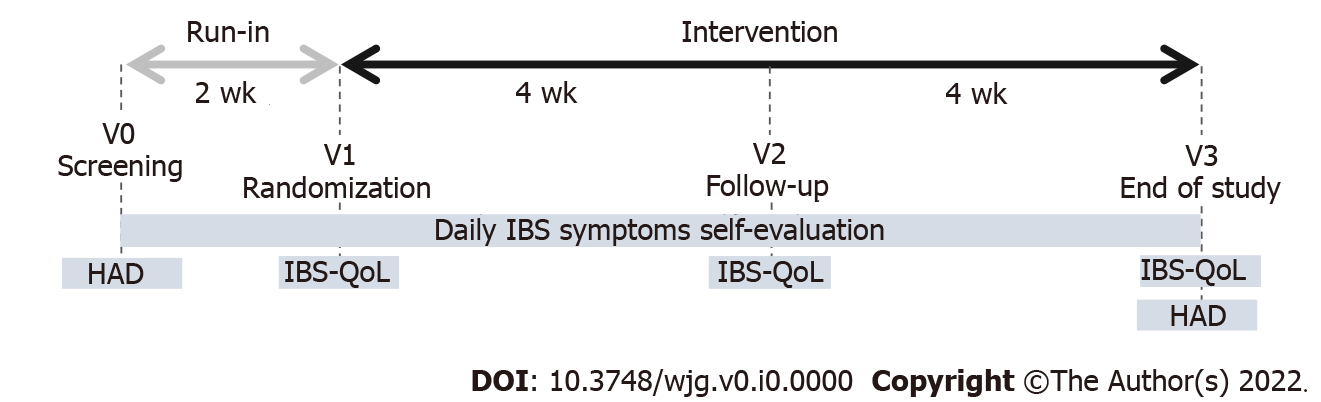 Run-in
Intervention
2 wk
4 wk
4 wk
V0
Screening
V1
Randomization
V2
Follow-up
V3
End of study
Daily IBS symptoms self-evaluation
HAD
IBS-QoL
IBS-QoL
IBS-QoL
HAD
DOI: 10.3748/wjg.v0.i0.0000 Copyright ©The Author(s) 2022.